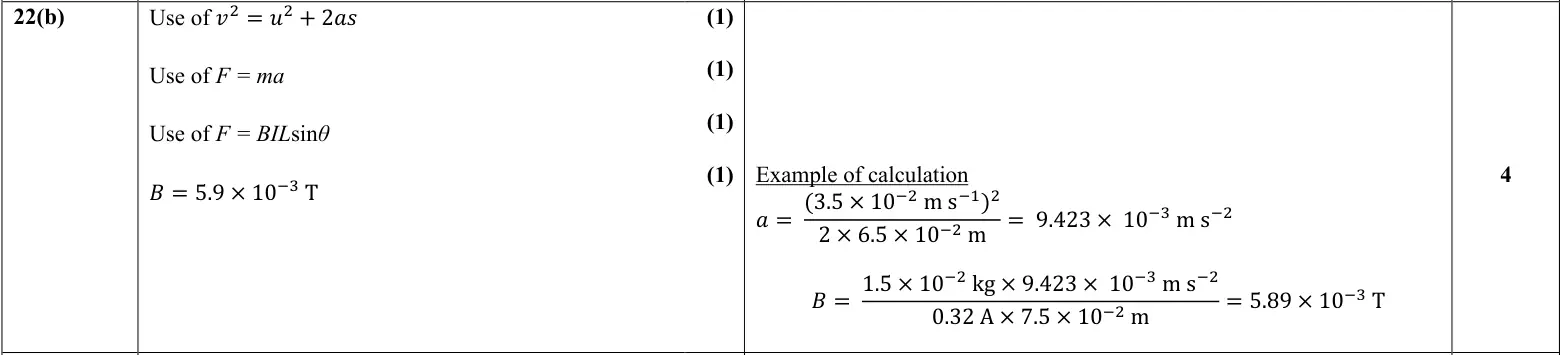 22(b) Use of v² = u² + 2as (1)
Use of F = ma (1)
Use of F = BILsinθ (1)
B = 5.9 × 10⁻³ T (1)
Example of calculation 4
a = (3.5 × 10⁻² m s⁻¹)² / 2 × 6.5 × 10⁻² m = 9.423 × 10⁻³ m s⁻²
B = 1.5 × 10⁻² kg × 9.423 × 10⁻³ m s⁻² / 0.32 A × 7.5 × 10⁻² m = 5.89 × 10⁻³ T